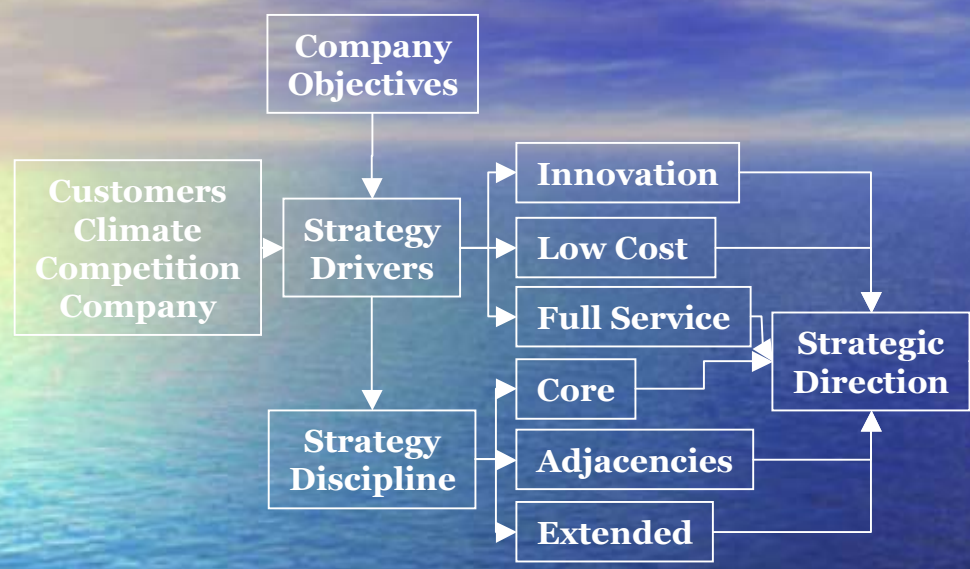 Company
Objectives
Customers
Climate
Competition
Company
Strategy
Drivers
Innovation
Low Cost
Full Service
Strategic
Direction
Strategy
Discipline
Core
Adjacencies
Extended